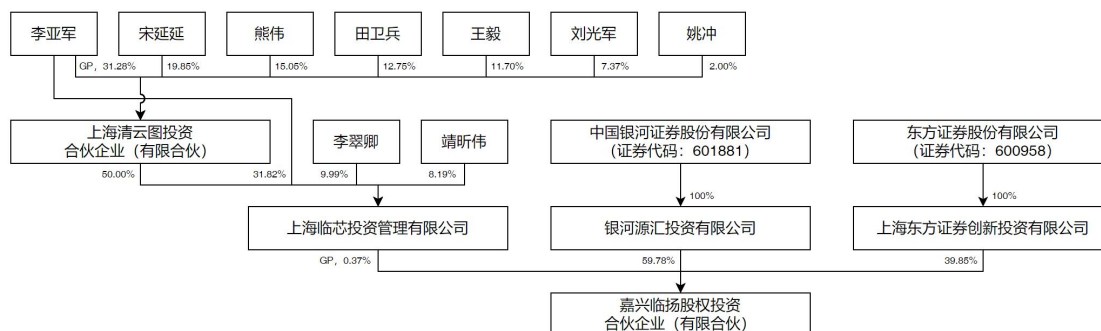 李亚军
宋延延
熊伟
田卫兵
王毅
刘光军
姚冲
GP，31.28%
19.85%
15.05%
12.75%
11.70%
7.37%
2.00%
上海清云图投资
合伙企业（有限合伙）
李翠卿
靖昕伟
中国银河证券股份有限公司
（证券代码：601881）
东方证券股份有限公司
（证券代码：600958）
50.00%
31.82%
9.99%
8.19%
100%
100%
上海临芯投资管理有限公司
银河源汇投资有限公司
上海东方证券创新投资有限公司
GP，0.37%
59.78%
39.85%
嘉兴临扬股权投资
合伙企业（有限合伙）